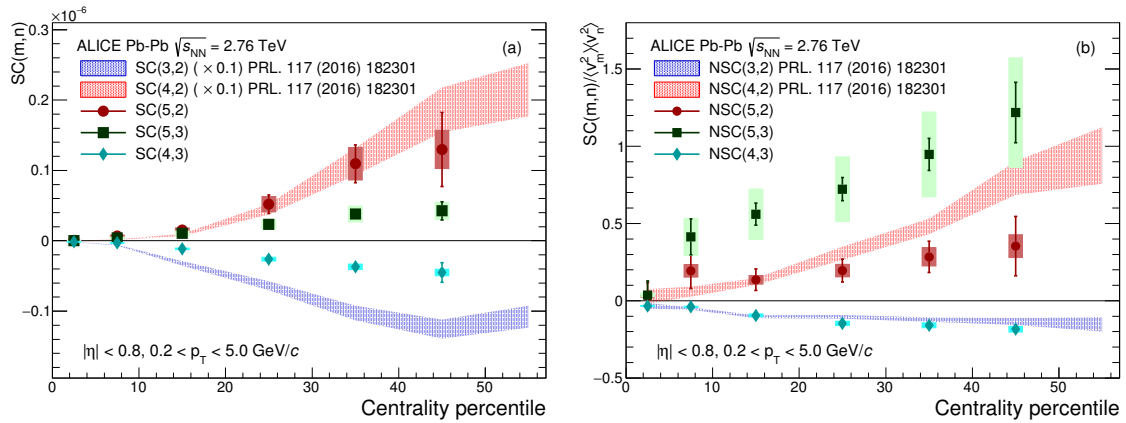 ×10⁻⁶
SC(m,n)
0.3
0.2
0.1
0
−0.1
ALICE Pb-Pb √s_NN = 2.76 TeV
(a)
SC(3,2) (×0.1) PRL. 117 (2016) 182301
SC(4,2) (×0.1) PRL. 117 (2016) 182301
SC(5,2)
SC(5,3)
SC(4,3)
|η| < 0.8, 0.2 < p_T < 5.0 GeV/c
0 10 20 30 40 50
Centrality percentile
SC(m,n)/⟨v²_m⟩⟨v²_n⟩
2
1.5
1
0.5
0
−0.5
ALICE Pb-Pb √s_NN = 2.76 TeV
(b)
NSC(3,2) PRL. 117 (2016) 182301
NSC(4,2) PRL. 117 (2016) 182301
NSC(5,2)
NSC(5,3)
NSC(4,3)
|η| < 0.8, 0.2 < p_T < 5.0 GeV/c
0 10 20 30 40 50
Centrality percentile